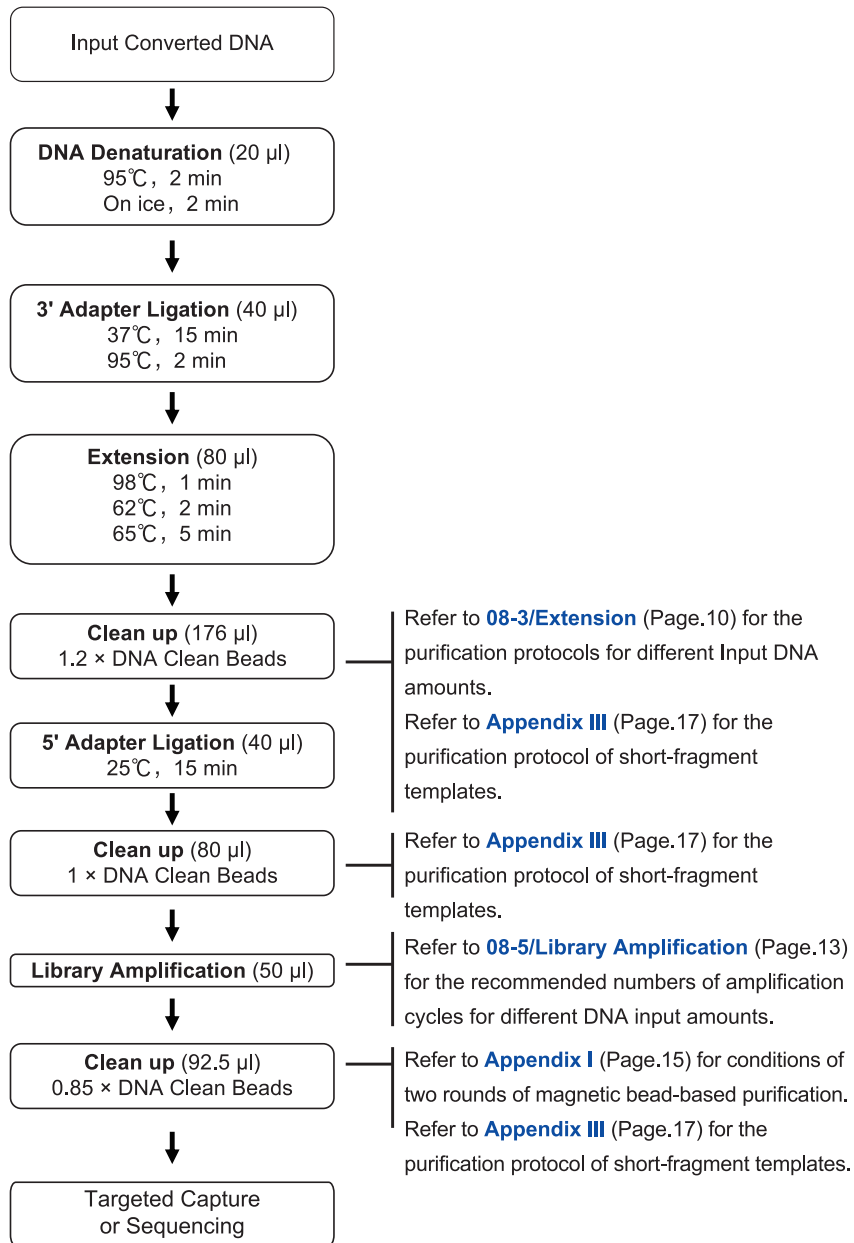 Input Converted DNA
DNA Denaturation (20 µl)
95℃, 2 min
On ice, 2 min
3' Adapter Ligation (40 µl)
37℃, 15 min
95℃, 2 min
Extension (80 µl)
98℃, 1 min
62℃, 2 min
65℃, 5 min
Clean up (176 µl)
1.2 × DNA Clean Beads
Refer to 08-3/Extension (Page.10) for the
purification protocols for different Input DNA
amounts.
Refer to Appendix III (Page.17) for the
purification protocol of short-fragment
templates.
5' Adapter Ligation (40 µl)
25℃, 15 min
Clean up (80 µl)
1 × DNA Clean Beads
Refer to Appendix III (Page.17) for the
purification protocol of short-fragment
templates.
Library Amplification (50 µl)
Refer to 08-5/Library Amplification (Page.13)
for the recommended numbers of amplification
cycles for different DNA input amounts.
Clean up (92.5 µl)
0.85 × DNA Clean Beads
Refer to Appendix I (Page.15) for conditions of
two rounds of magnetic bead-based purification.
Refer to Appendix III (Page.17) for the
purification protocol of short-fragment templates.
Targeted Capture
or Sequencing